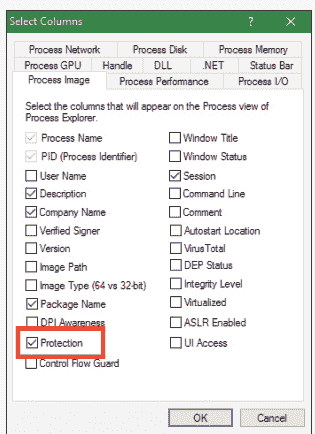 Select Columns
Process Network Process Disk Process Memory
Process GPU Handle DLL .NET Status Bar
Process Image Process Performance Process I/O
Select the columns that will appear on the Process view of
Process Explorer.
Process Name Window Title
PID (Process Identifier) Window Status
User Name Session
Description Command Line
Company Name Comment
Verified Signer Autostart Location
Version VirusTotal
Image Path DEP Status
Image Type (64 vs 32-bit) Integrity Level
Package Name Virtualized
DPI Awareness ASLR Enabled
Protection UI Access
Control Flow Guard
OK Cancel